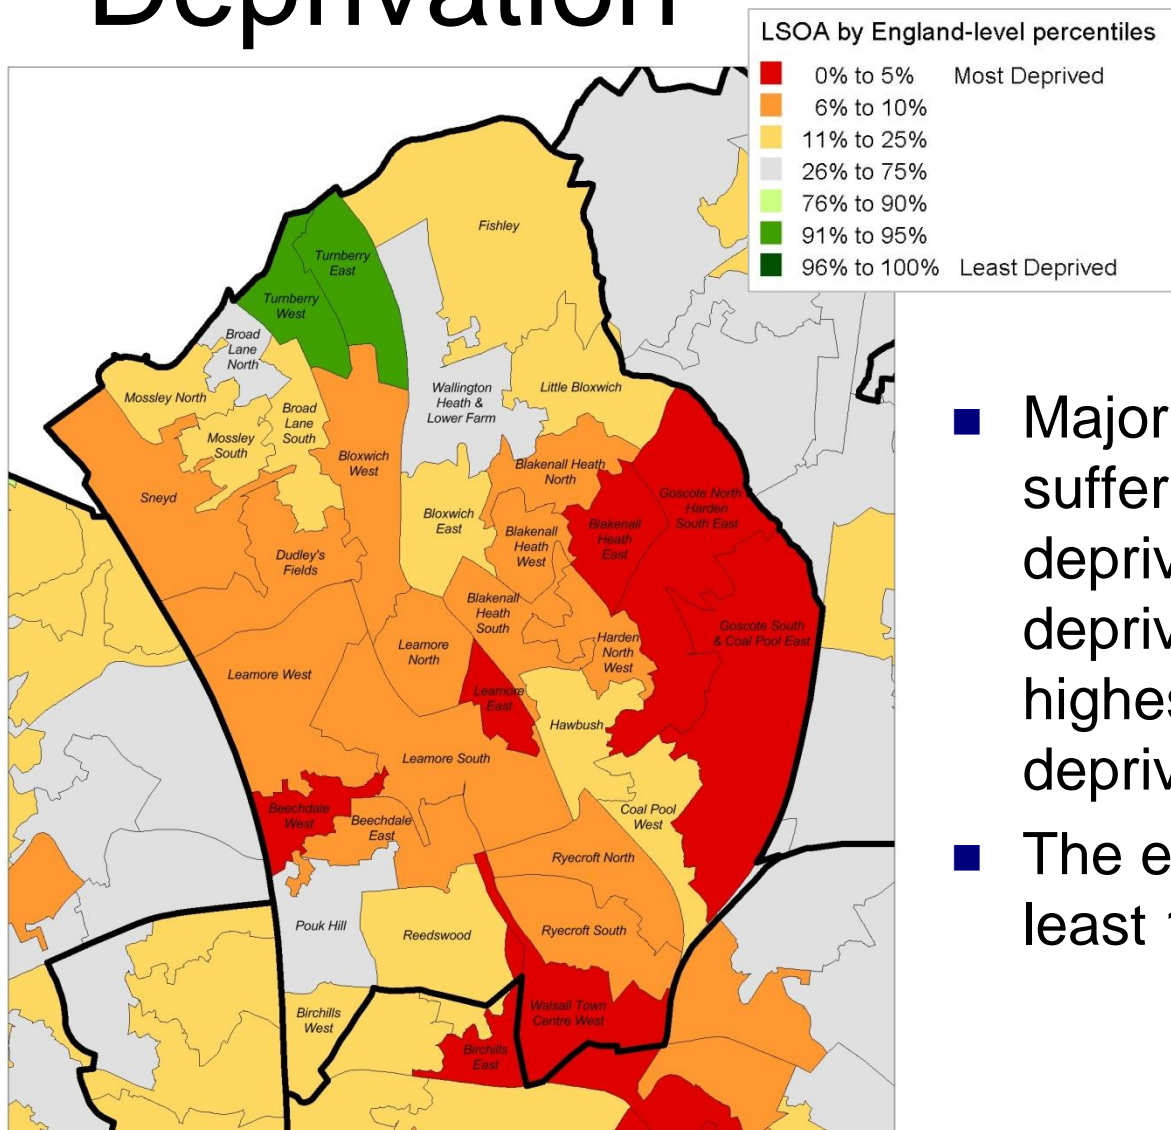 Deprivation
LSOA by England-level percentiles
0% to 5% Most Deprived
6% to 10%
11% to 25%
26% to 75%
76% to 90%
91% to 95%
96% to 100% Least Deprived
Fishley
Turnberry
East
Turnberry
West
Broad
Lane
North
Wallington
Heath &
Lower Farm
Little Bloxwich
Mossley North
Broad
Lane
South
Mossley
South
Bloxwich
West
Blakenall Heath
North
Sneyd
Goscote North
Harden
South East
Bloxwich
East
Blakenall
Heath
East
Blakenall
Heath
West
Dudley's
Fields
Blakenall
Heath
South
Goscote South
& Coal Pool East
Harden
North
West
Leamore
North
Leamore West
Leamore
East
Hawbush
Leamore South
Beechdale
West
Beechdale
East
Coal Pool
West
Ryecroft North
Pouk Hill
Reedswood
Ryecroft South
Birchills
West
Walsall Town
Centre West
Birchills
East
Major
suffer
depriv
depriv
highes
depriv
The e
least